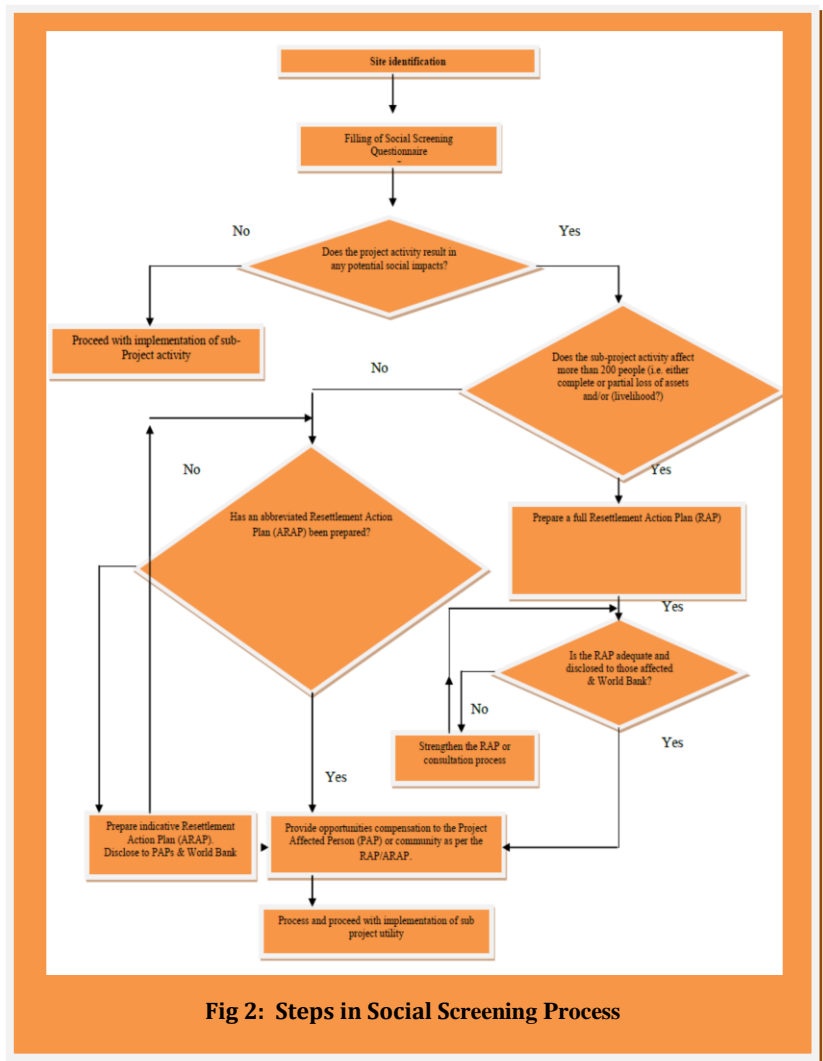 Site identification
Filling of Social Screening
Questionnaire
No
Yes
Does the project activity result in
any potential social impacts?
Proceed with implementation of sub-
Project activity
Does the sub-project activity affect
more than 200 people (i.e. either
complete or partial loss of assets
and/or (livelihood?)
No
No
Yes
Has an abbreviated Resettlement Action
Plan (ARAP) been prepared?
Prepare a full Resettlement Action Plan (RAP)
Yes
Is the RAP adequate and
disclosed to those affected
& World Bank?
No
Strengthen the RAP or
consultation process
Yes
Yes
Prepare indicative Resettlement
Action Plan (ARAP).
Disclose to PAPs & World Bank
Provide opportunities compensation to the Project
Affected Person (PAP) or community as per the
RAP/ARAP.
Process and proceed with implementation of sub
project utility
Fig 2: Steps in Social Screening Process